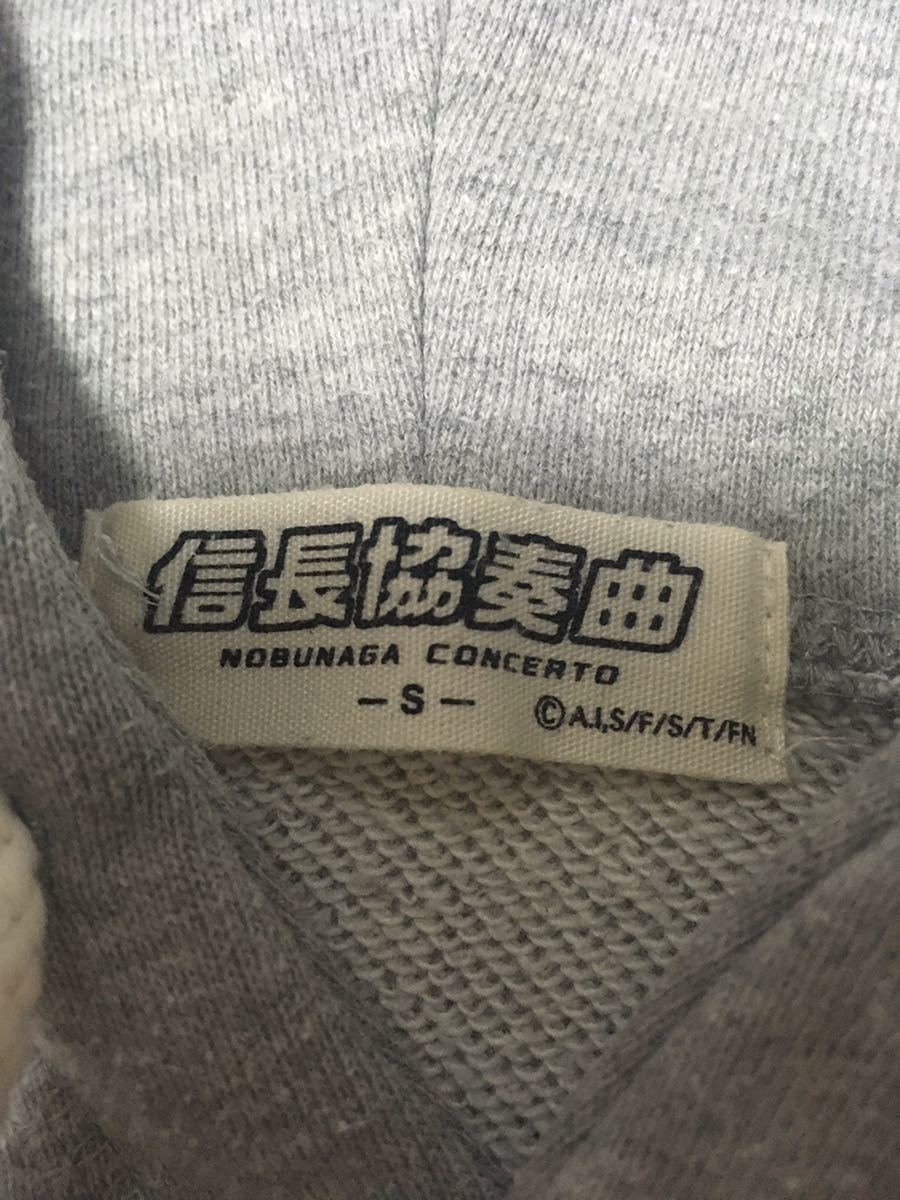 信長協奏曲
NOBUNAGA CONCERTO
-S-
©A.I,S/F/S/T/FN